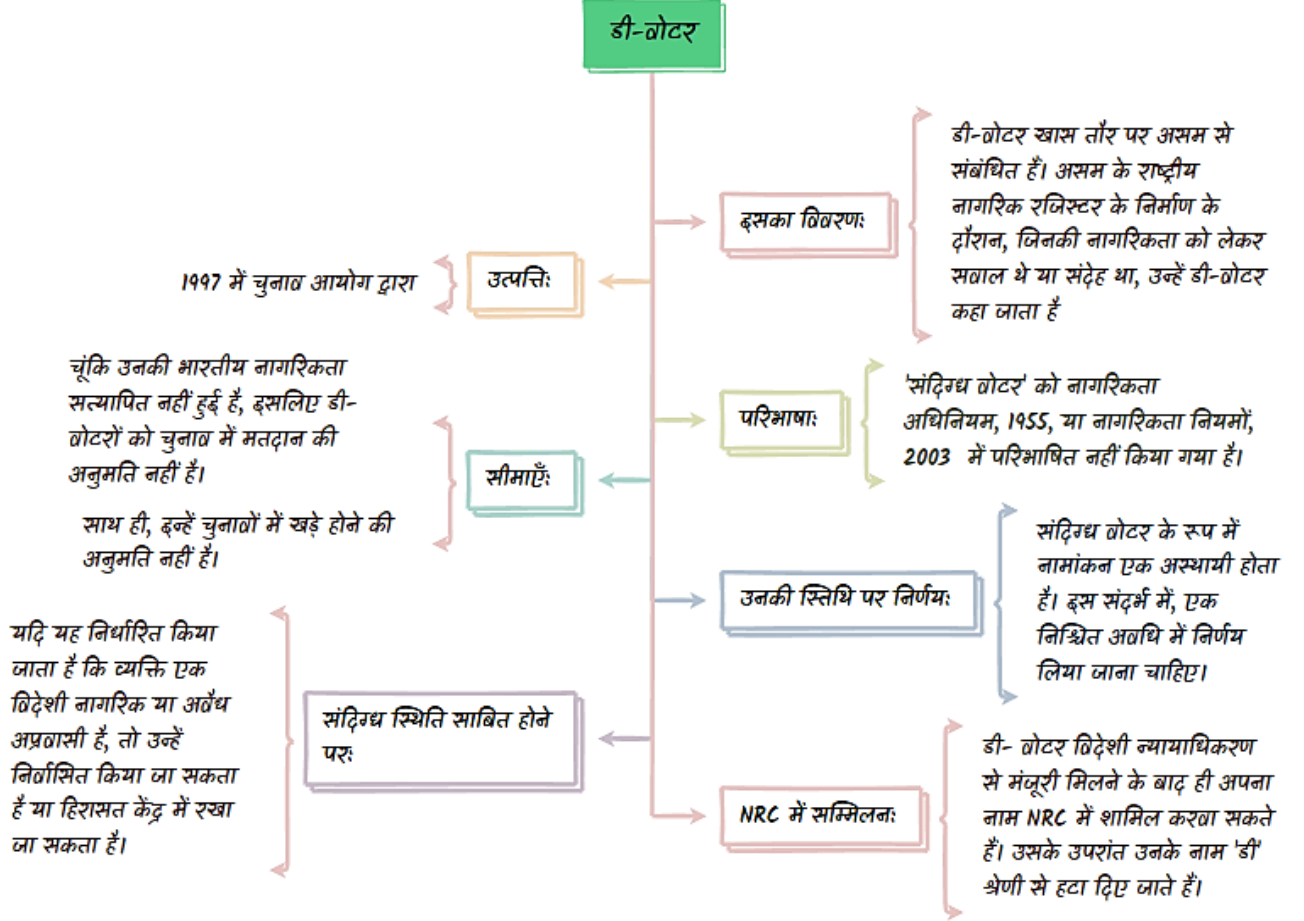 डी-वोटर
इसका विवरण:
डी-वोटर खास तौर पर असम से
संबंधित हैं। असम के राष्ट्रीय
नागरिक रजिस्टर के निर्माण के
दौरान, जिनकी नागरिकता को लेकर
सवाल थे या संदेह था, उन्हें डी-वोटर
कहा जाता है
उत्पत्ति:
1997 में चुनाव आयोग द्वारा
परिभाषा:
'संदिग्ध वोटर' को नागरिकता
अधिनियम, 1955, या नागरिकता नियमों,
2003 में परिभाषित नहीं किया गया है।
सीमाएँ:
चूंकि उनकी भारतीय नागरिकता
सत्यापित नहीं हुई है, इसलिए डी-
वोटरों को चुनाव में मतदान की
अनुमति नहीं है।
साथ ही, इन्हें चुनावों में खड़े होने की
अनुमति नहीं है।
उनकी स्तिथि पर निर्णय:
संदिग्ध वोटर के रूप में
नामांकन एक अस्थायी होता
है। इस संदर्भ में, एक
निश्चित अवधि में निर्णय
लिया जाना चाहिए।
संदिग्ध स्थिति साबित होने
पर:
यदि यह निर्धारित किया
जाता है कि व्यक्ति एक
विदेशी नागरिक या अवैध
अप्रवासी है, तो उन्हें
निर्वासित किया जा सकता
है या हिरासत केंद्र में रखा
जा सकता है।
NRC में सम्मिलन:
डी- वोटर विदेशी न्यायाधिकरण
से मंजूरी मिलने के बाद ही अपना
नाम NRC में शामिल करवा सकते
हैं। उसके उपरांत उनके नाम 'डी'
श्रेणी से हटा दिए जाते हैं।